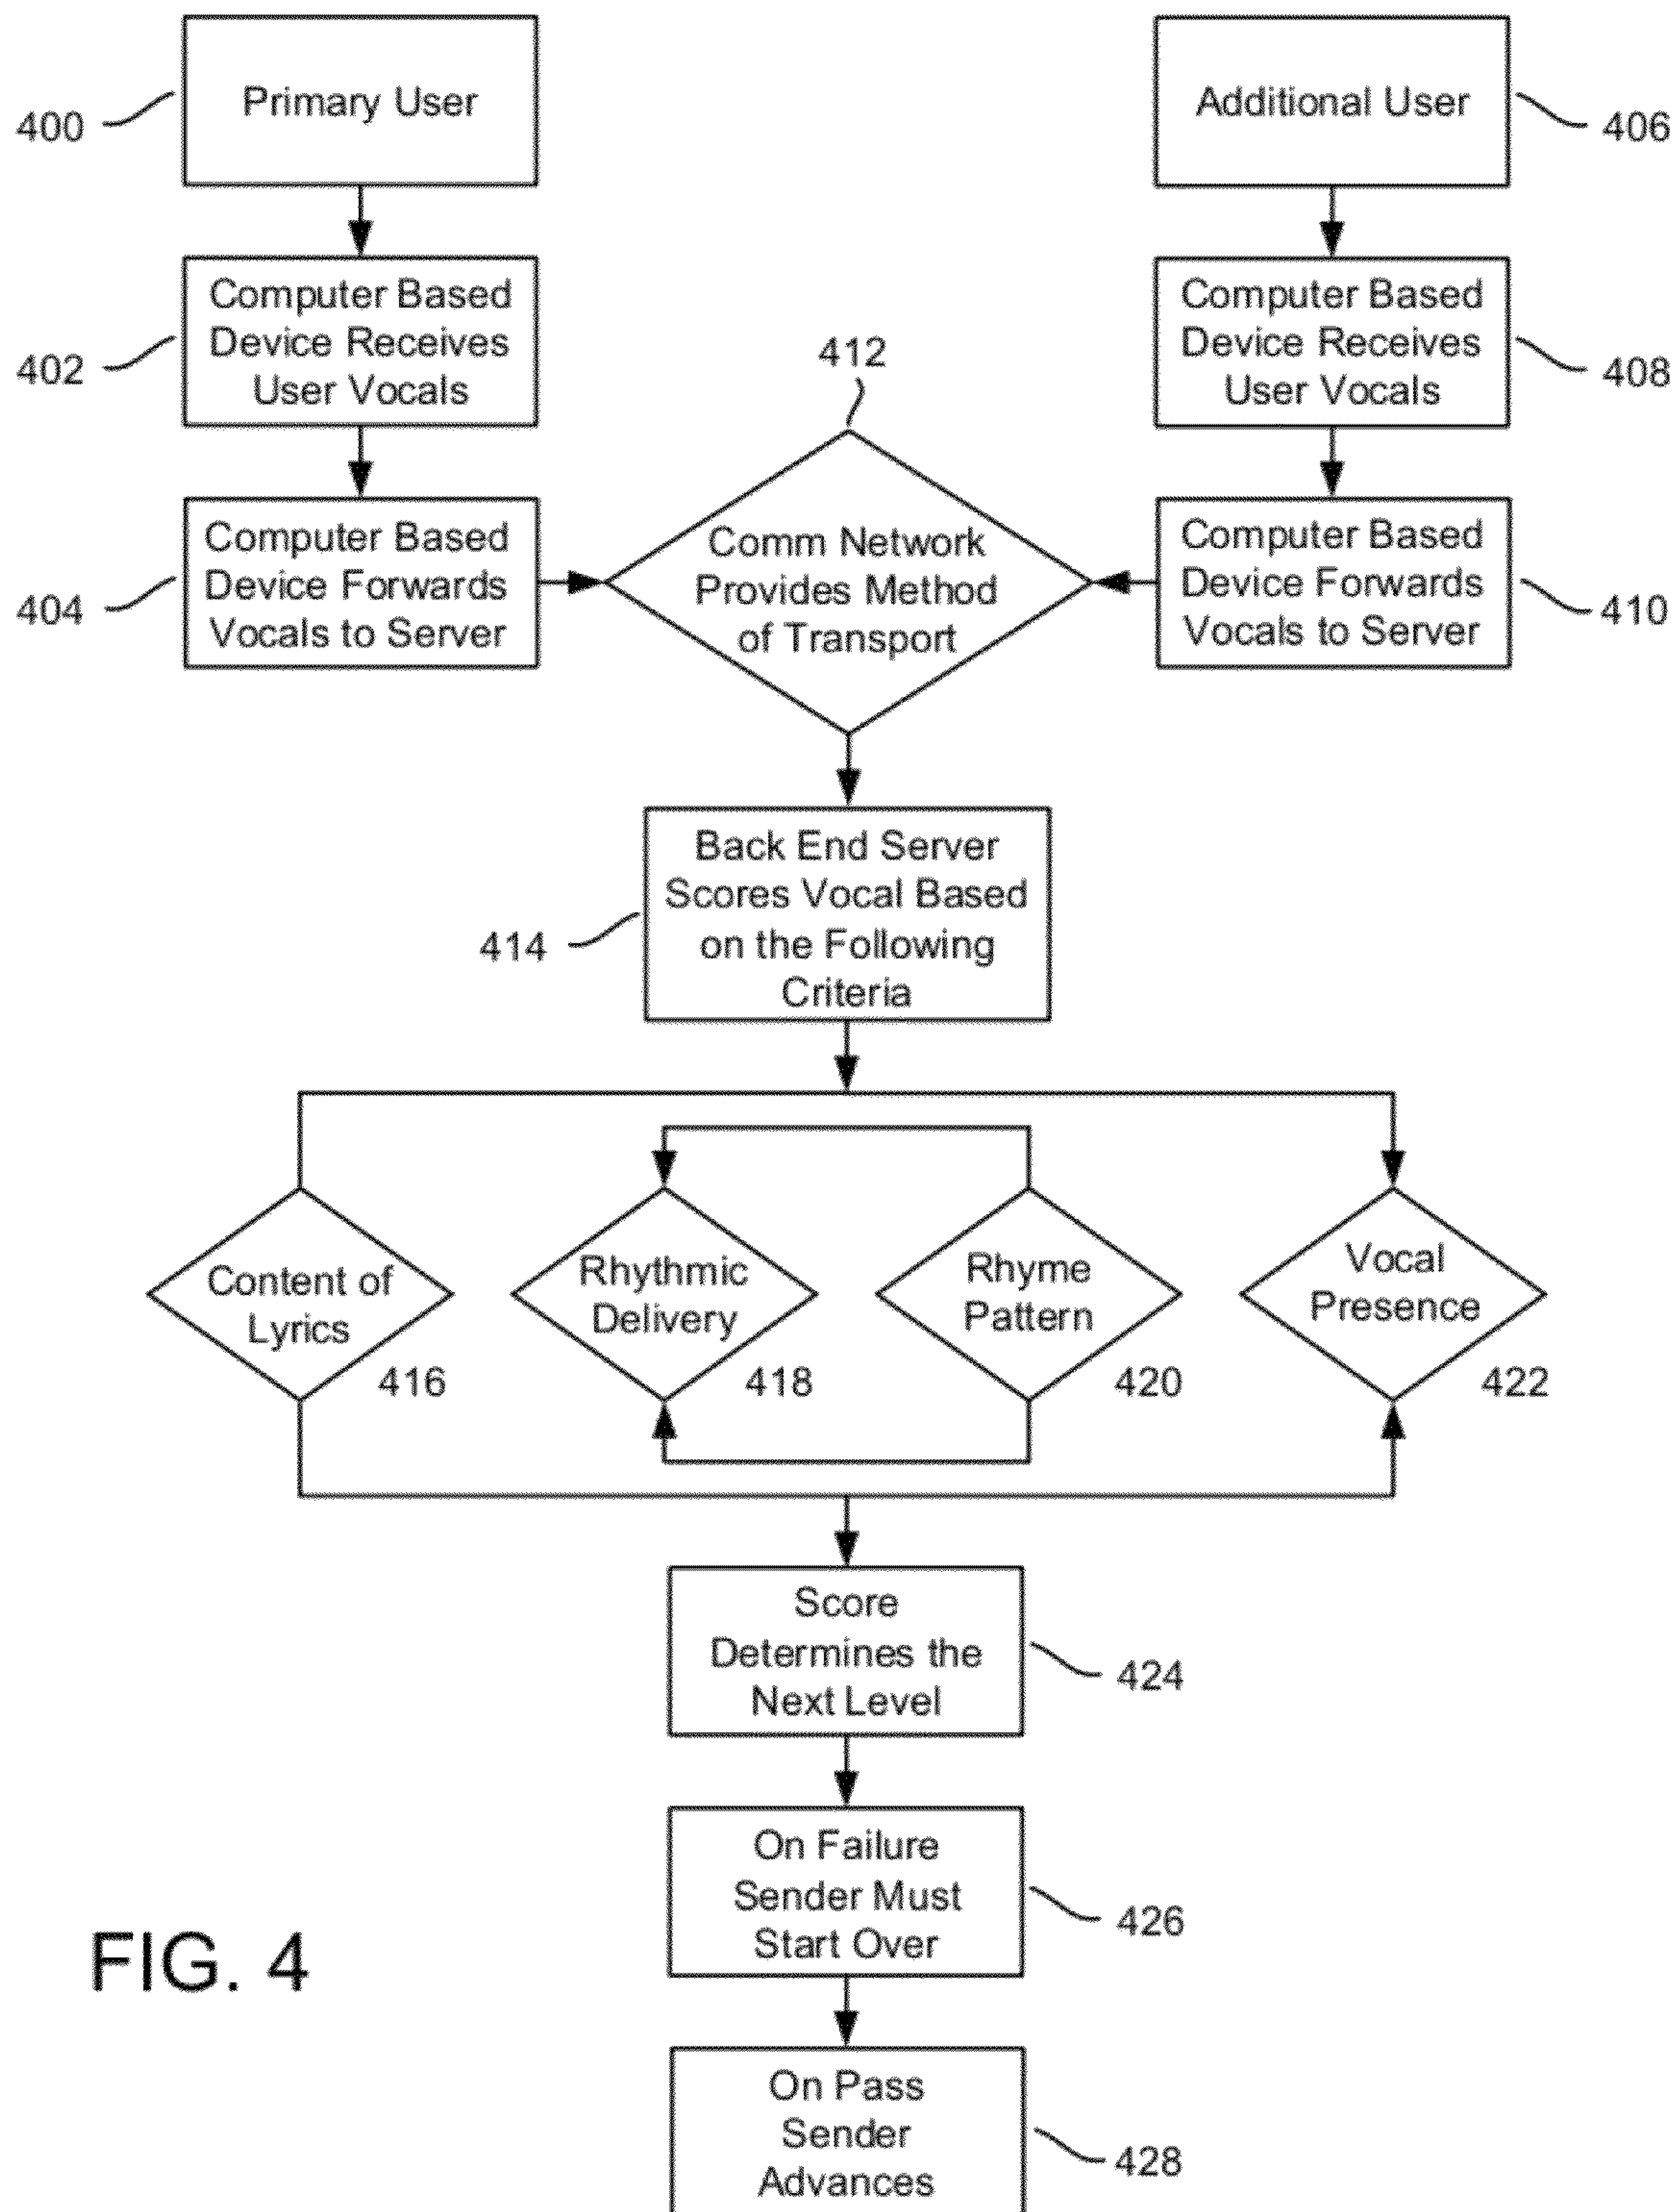 Primary User
400
Additional User
406
Computer Based
Device Receives
User Vocals
402
Computer Based
Device Receives
User Vocals
408
412
Computer Based
Device Forwards
Vocals to Server
404
Comm Network
Provides Method
of Transport
Computer Based
Device Forwards
Vocals to Server
410
Back End Server
Scores Vocal Based
on the Following
Criteria
414
Content of
Lyrics
416
Rhythmic
Delivery
418
Rhyme
Pattern
420
Vocal
Presence
422
Score
Determines the
Next Level
424
On Failure
Sender Must
Start Over
426
FIG. 4
On Pass
Sender
Advances
428